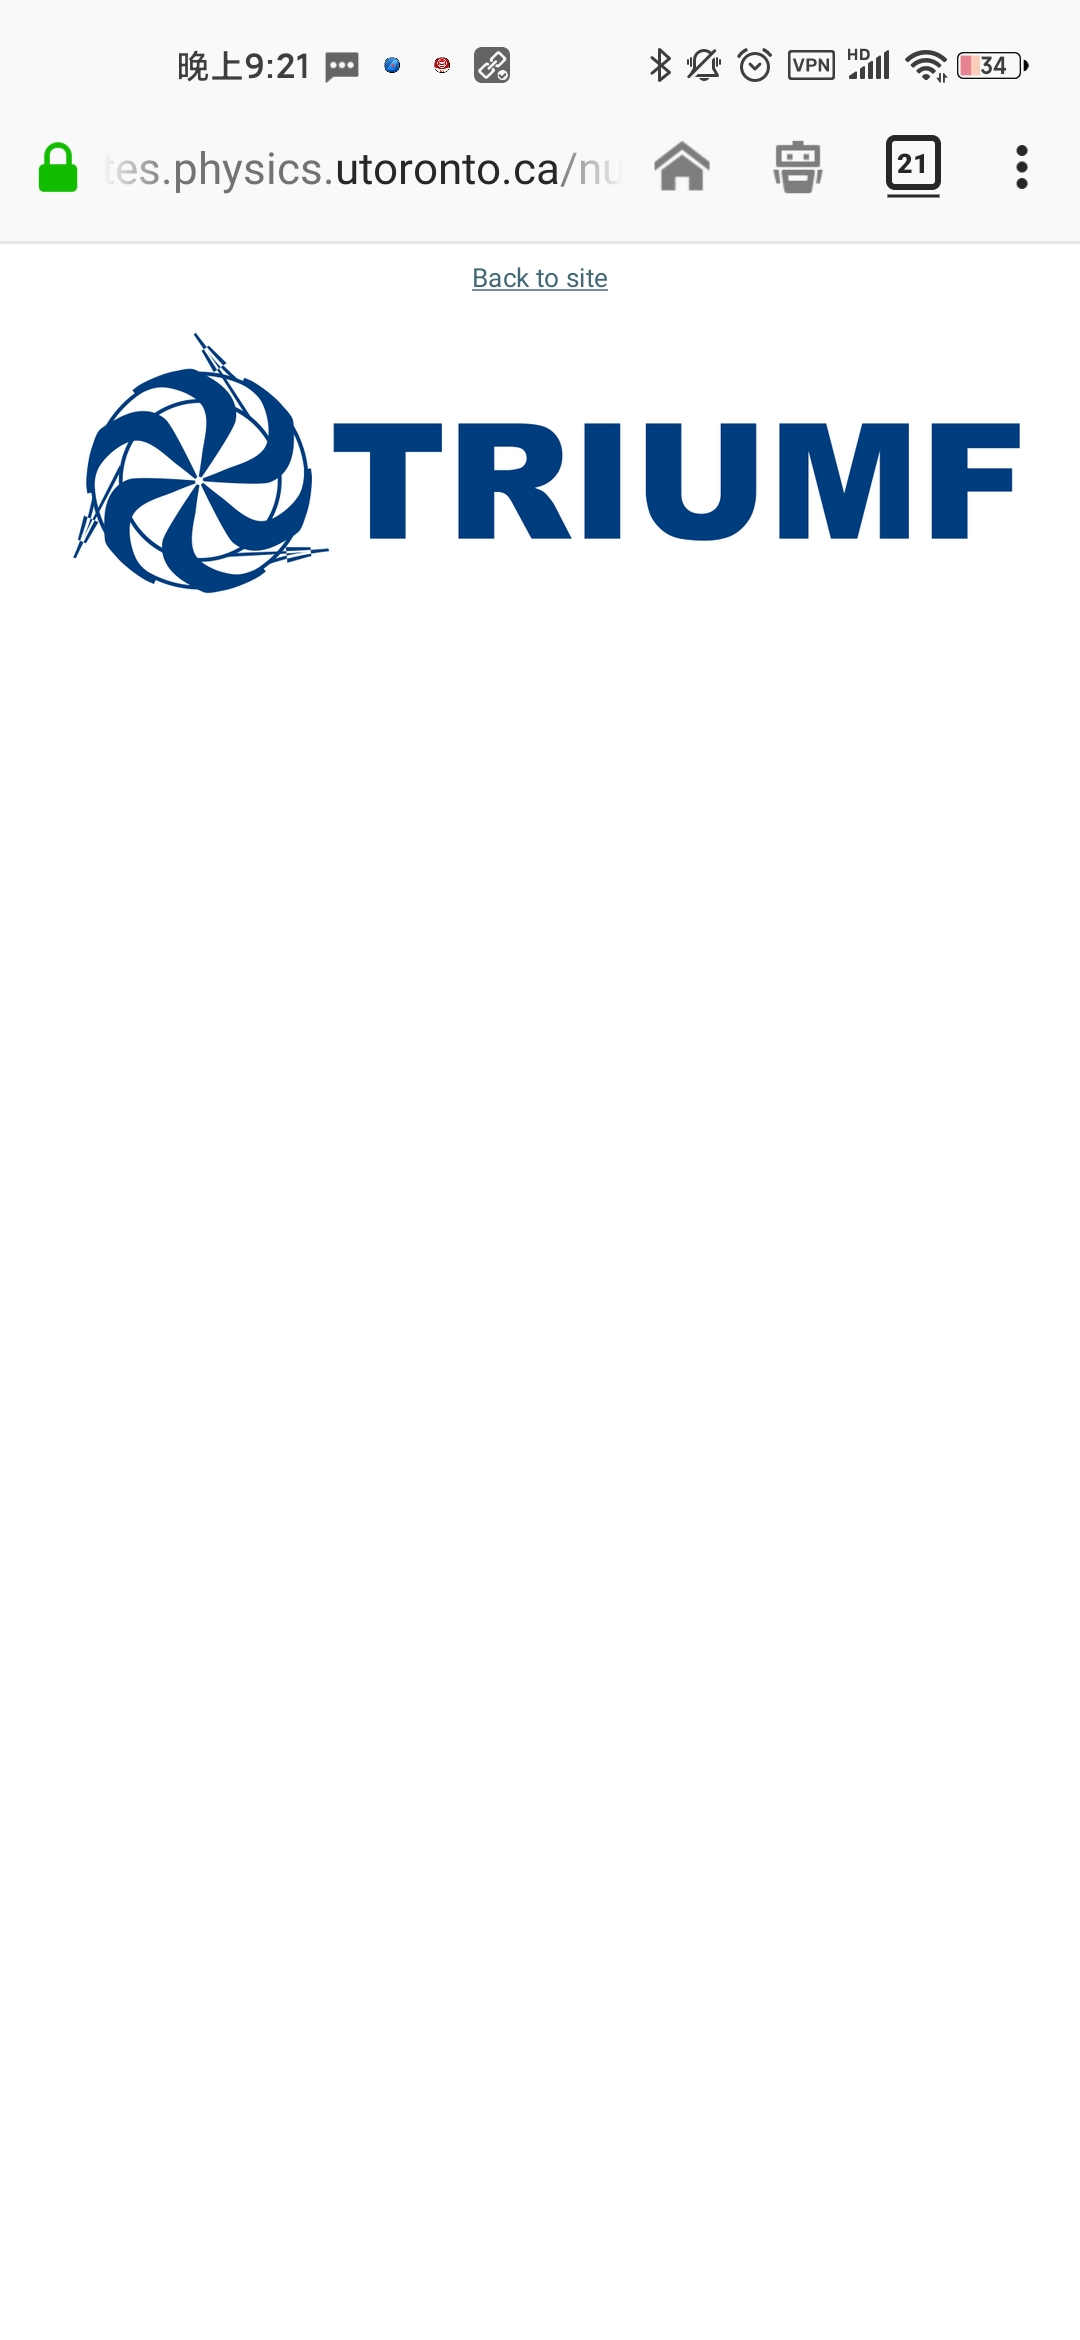 晚上9:21 VPN HD 34
tes.physics.utoronto.ca/nu 21
Back to site
TRIUMF